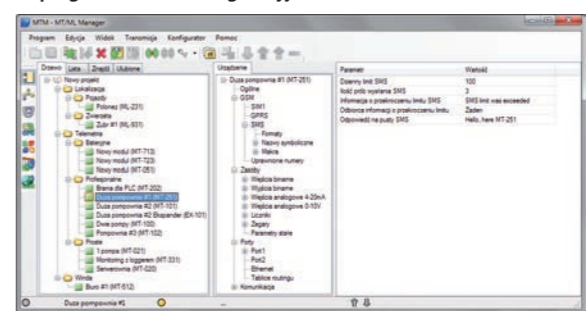 MTM - MT/ML Manager
Program Edycja Widok Transmisja Konfigurator Pomoc
Drzewo Lista Znajdź Ulubione
Nowy projekt
Lokalizacja
Pojazdy
Polonez (ML-231)
Zwierzęta
Żubr #1 (ML-931)
Telemetria
Bateryjne
Nowy moduł (MT-713)
Nowy moduł (MT-723)
Nowy moduł (MT-051)
Profesjonalne
Brama dla PLC (MT-202)
Duża pompownia #1 (MT-251)
Duża pompownia #2 (MT-101)
Duża pompownia #2 Ekspander (EX-101)
Dwie pompy (MT-100)
Pompownia #3 (MT-102)
Proste
1 pompa (MT-021)
Monitoring z loggerem (MT-331)
Serwerownia (MT-020)
Winda
Biuro #1 (MT-512)
Urządzenie
Duża pompownia #1 (MT-251)
Ogólne
GSM
SIM1
GPRS
SMS
Formaty
Nazwy symboliczne
Makra
Uprawnione numery
Zasoby
Wejścia binarne
Wyjścia binarne
Wejścia analogowe 4-20mA
Wejścia analogowe 0-10V
Liczniki
Zegary
Parametry stałe
Porty
Port1
Port2
Ethernet
Tablice routingu
Komunikacja
Parametr Wartość
Dzienny limit SMS 100
Ilość prób wysłania SMS 3
Informacja o przekroczeniu limitu SMS SMS limit was exceeded
Odbiorca informacji o przekroczeniu limitu Żaden
Odpowiedź na pusty SMS Hello, here MT-251
Duża pompownia #1